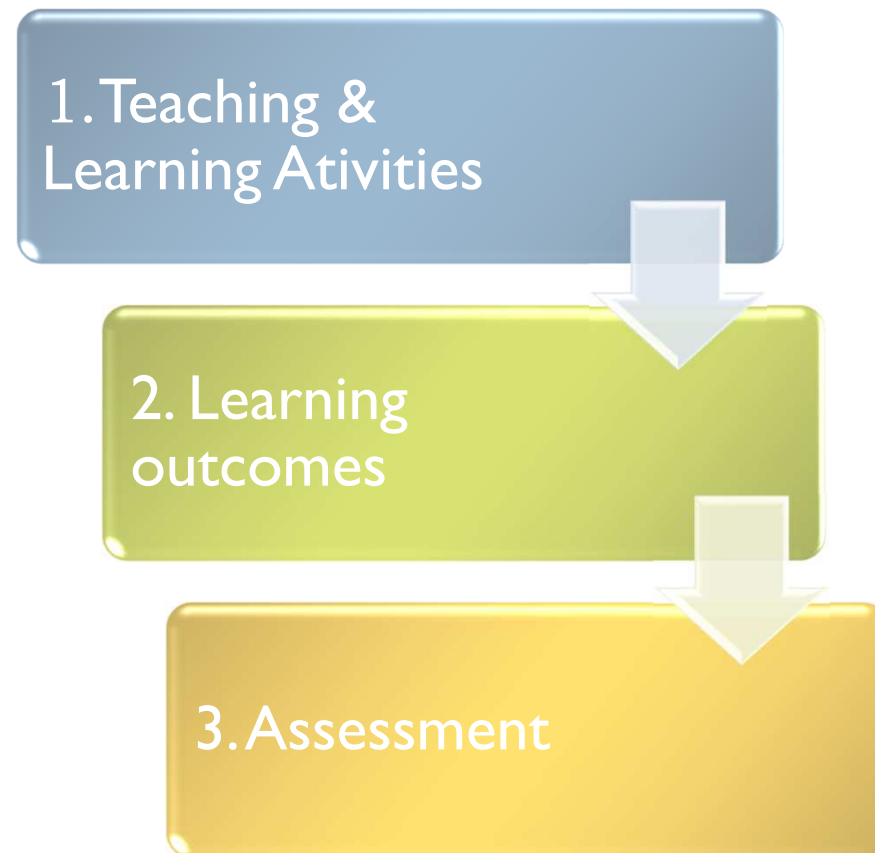 1. Teaching &
Learning Ativities
2. Learning
outcomes
3. Assessment